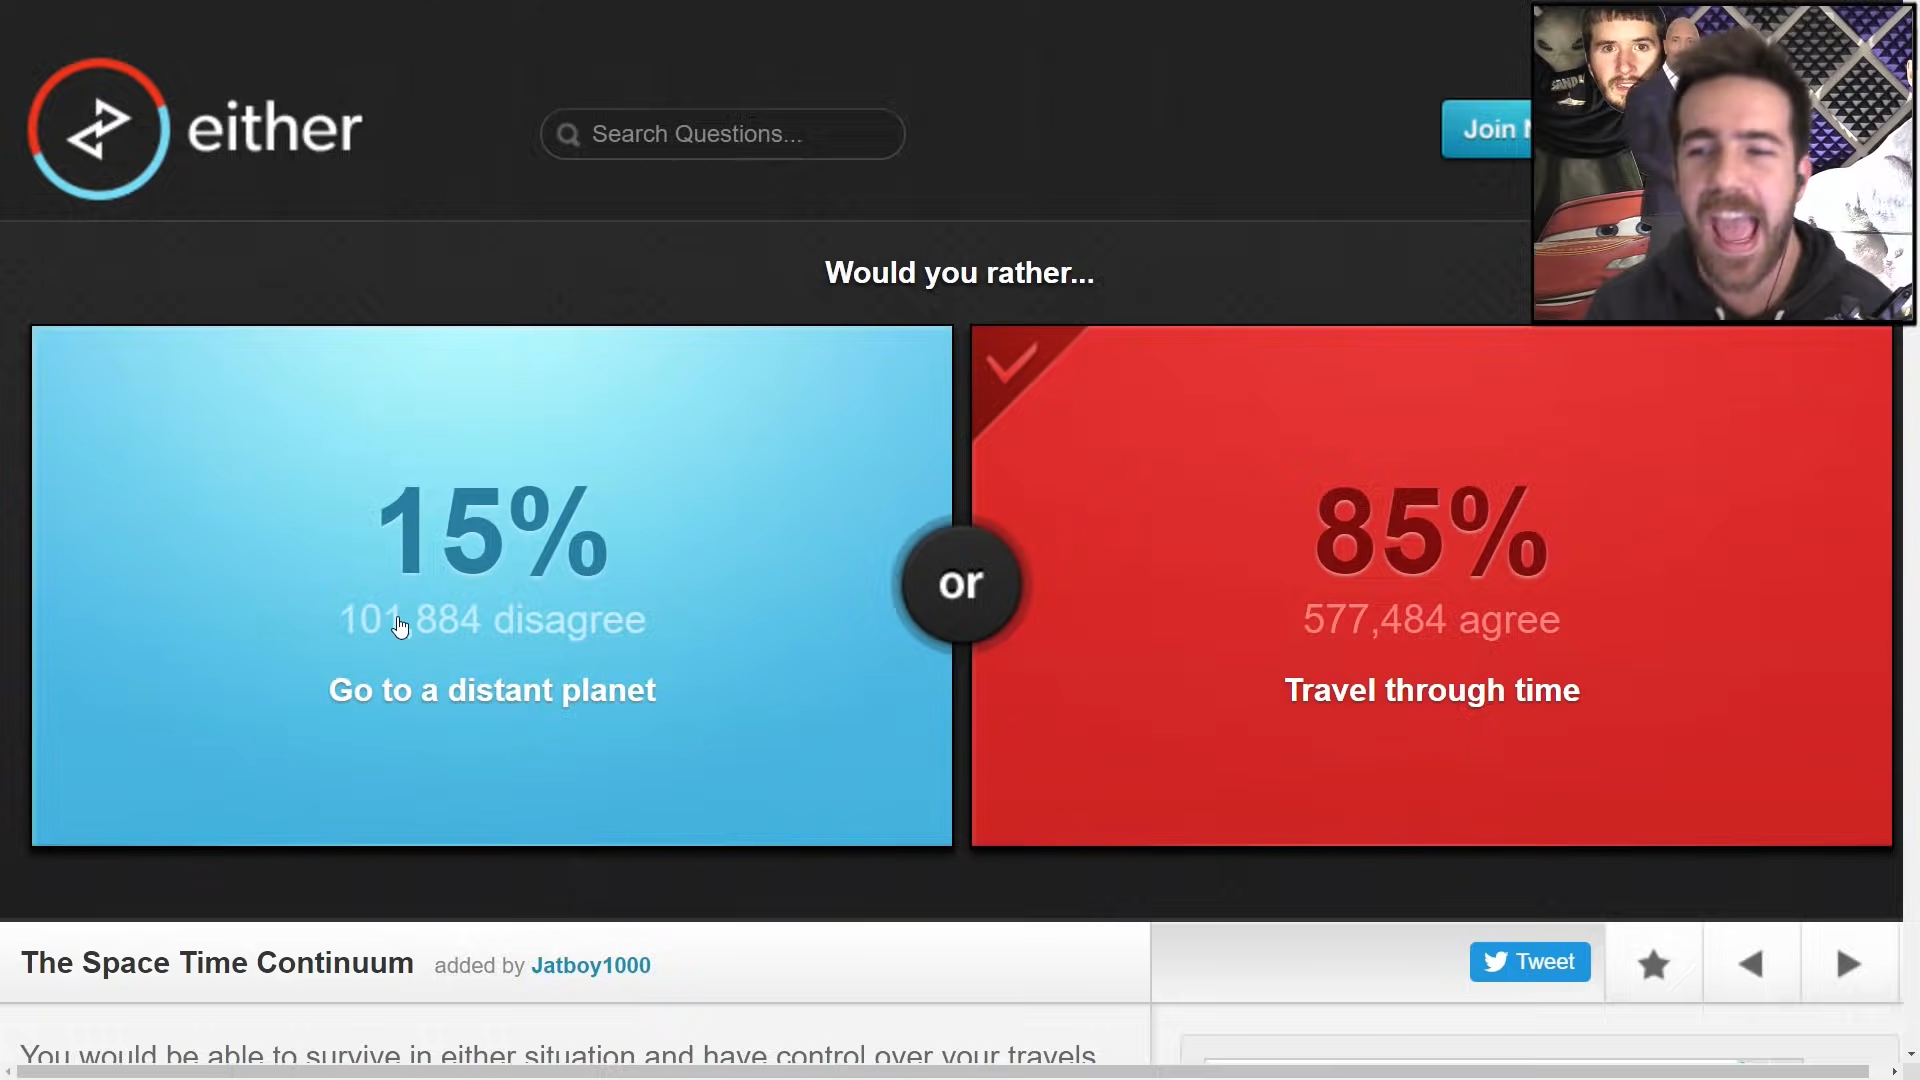 either
Search Questions...
Join
Would you rather...
15%
101,884 disagree
Go to a distant planet
or
85%
577,484 agree
Travel through time
The Space Time Continuum added by Jatboy1000
Tweet
You would be able to survive in either situation and have control over your travels